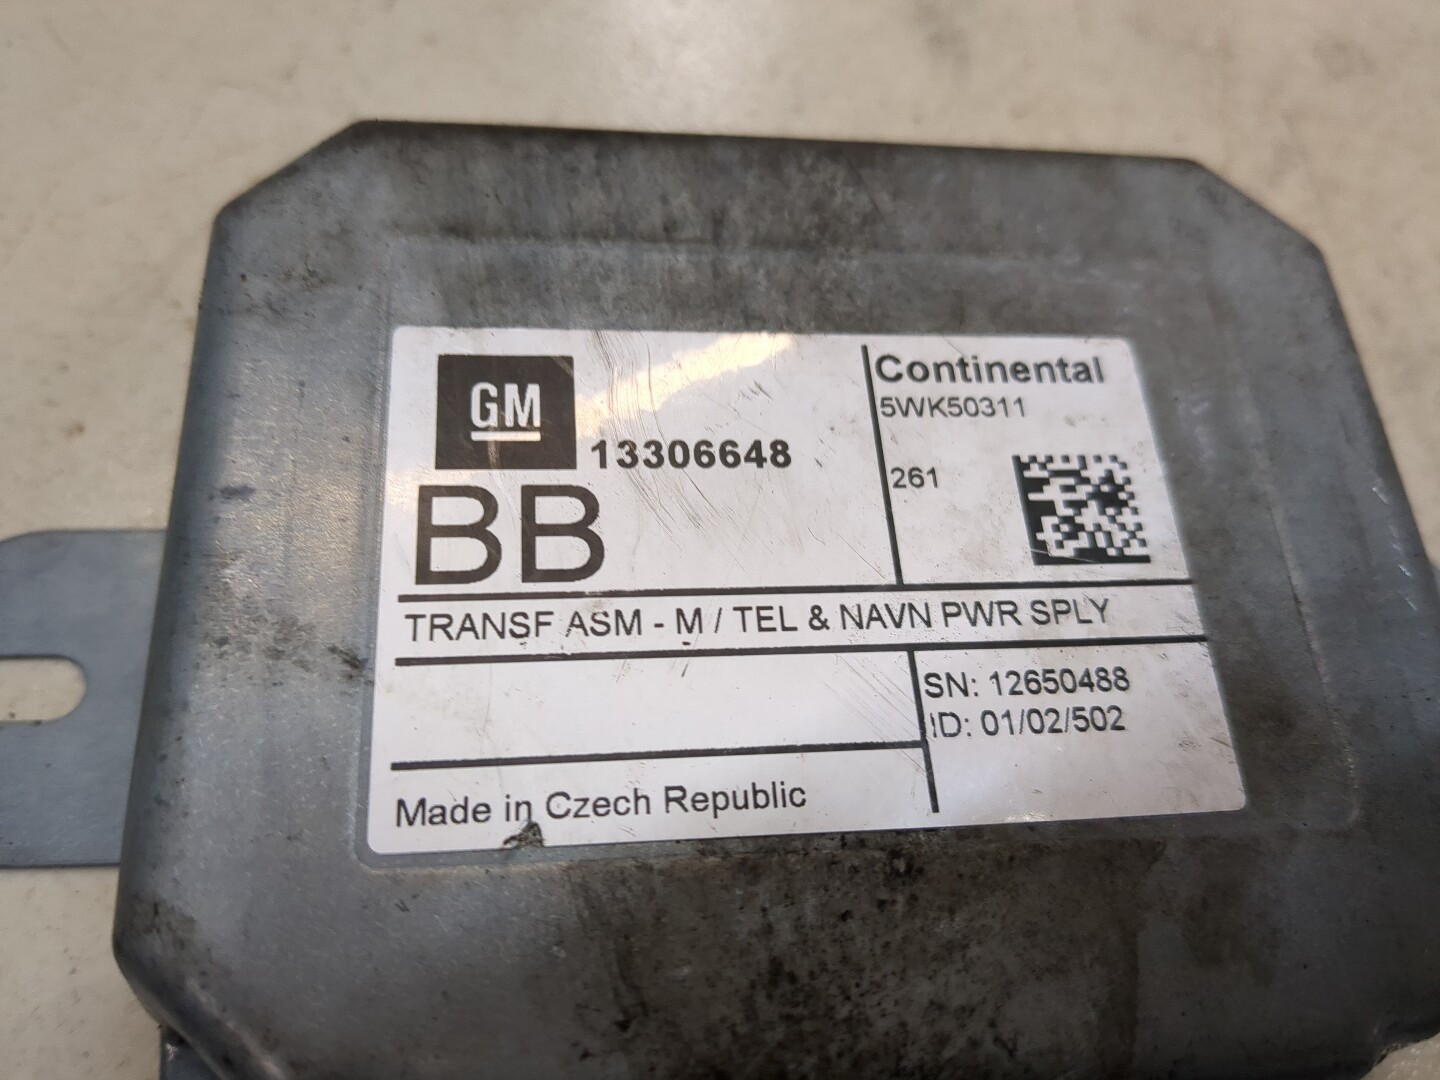 GM
13306648
BB
Continental
5WK50311
261
TRANSF ASM - M / TEL & NAVN PWR SPLY
SN: 12650488
ID: 01/02/502
Made in Czech Republic